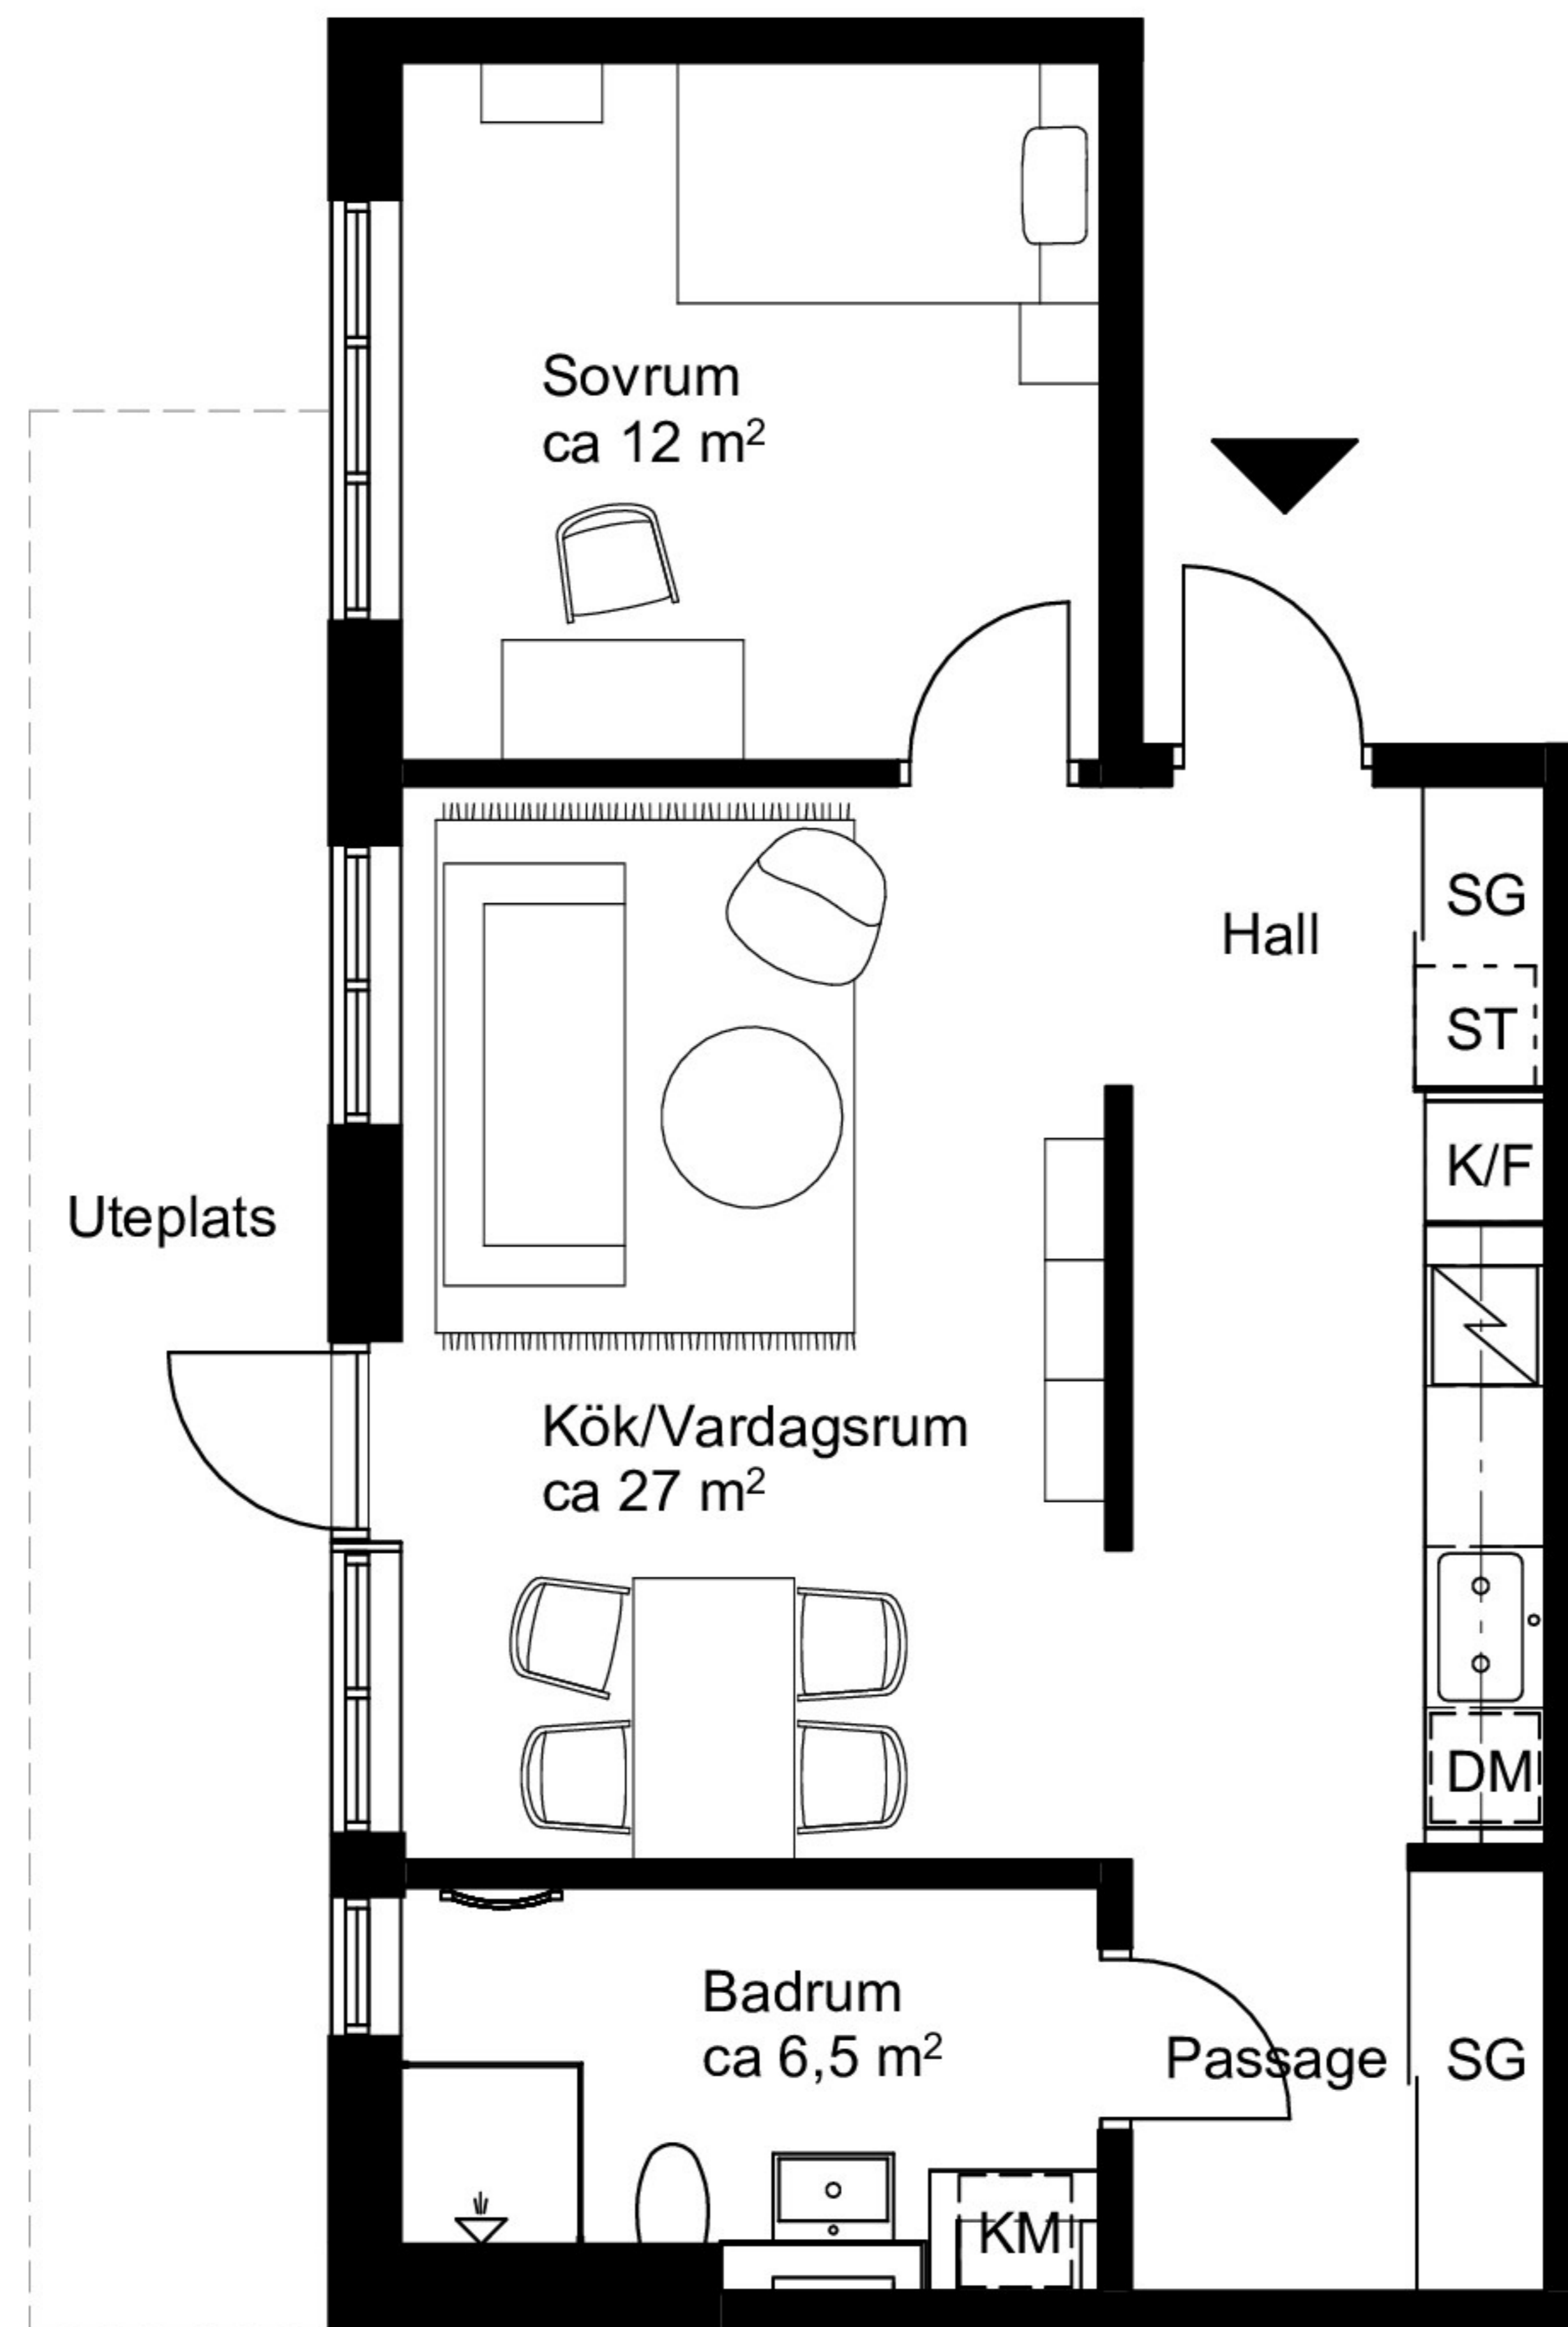 Sovrum
ca 12 m²
Hall
SG
ST
K/F
Uteplats
Kök/Vardagsrum
ca 27 m²
DM
Badrum
ca 6,5 m²
Passage
SG
KM